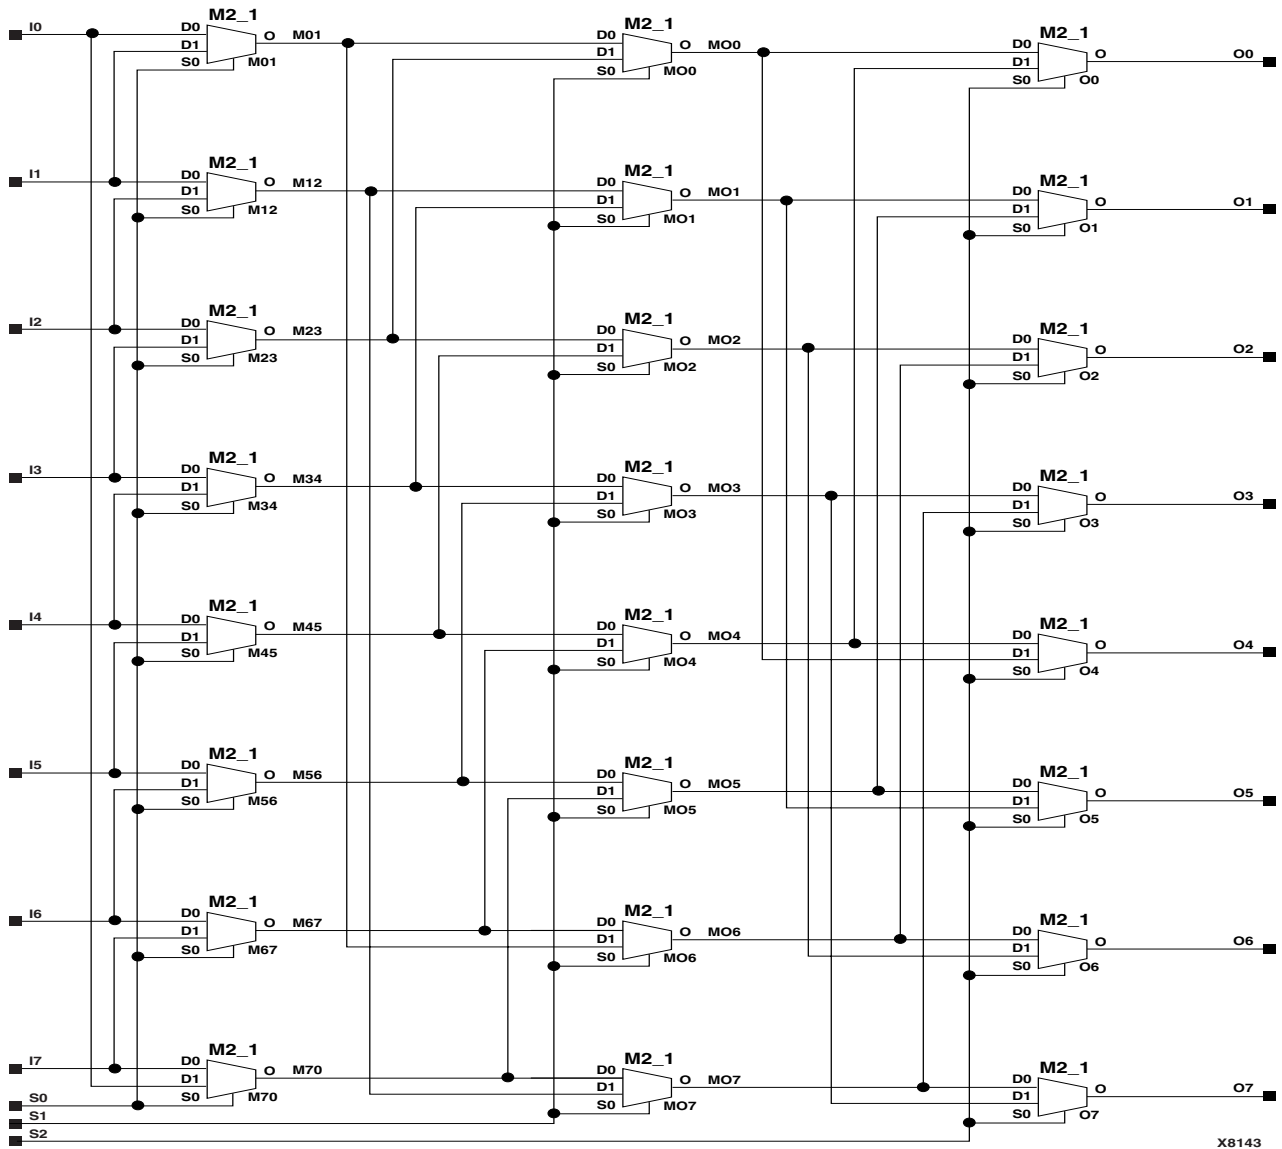 M2_1 M2_1 M2_1
I0 D0 O M01 D0 O MO0 D0 O O0
D1 D1 D1
S0 M01 S0 MO0 S0 O0
M2_1 M2_1 M2_1
I1 D0 O M12 D0 O MO1 D0 O O1
D1 D1 D1
S0 M12 S0 MO1 S0 O1
M2_1 M2_1 M2_1
I2 D0 O M23 D0 O MO2 D0 O O2
D1 D1 D1
S0 M23 S0 MO2 S0 O2
M2_1 M2_1 M2_1
I3 D0 O M34 D0 O MO3 D0 O O3
D1 D1 D1
S0 M34 S0 MO3 S0 O3
M2_1 M2_1 M2_1
I4 D0 O M45 D0 O MO4 D0 O O4
D1 D1 D1
S0 M45 S0 MO4 S0 O4
M2_1 M2_1 M2_1
I5 D0 O M56 D0 O MO5 D0 O O5
D1 D1 D1
S0 M56 S0 MO5 S0 O5
M2_1 M2_1 M2_1
I6 D0 O M67 D0 O MO6 D0 O O6
D1 D1 D1
S0 M67 S0 MO6 S0 O6
M2_1 M2_1 M2_1
I7 D0 O M70 D0 O MO7 D0 O O7
D1 D1 D1
S0 S0 M70 S0 MO7 S0 O7
S1
S2
X8143